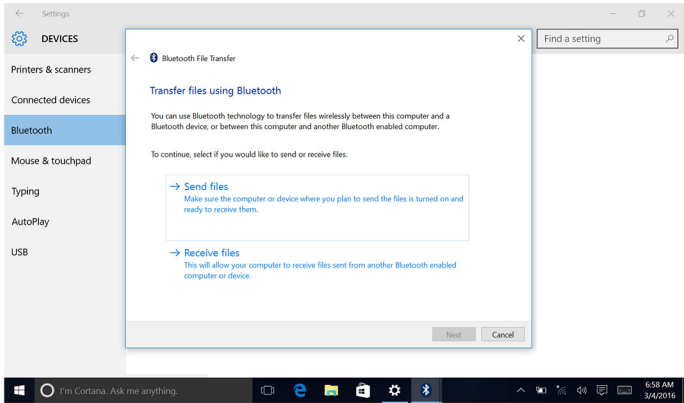 Settings
DEVICES
Find a setting
Printers & scanners
Connected devices
Bluetooth
Mouse & touchpad
Typing
AutoPlay
USB
Bluetooth File Transfer
Transfer files using Bluetooth
You can use Bluetooth technology to transfer files wirelessly between this computer and a
Bluetooth device, or between this computer and another Bluetooth enabled computer.
To continue, select if you would like to send or receive files.
Send files
Make sure the computer or device where you plan to send the files is turned on and
ready to receive them.
Receive files
This will allow your computer to receive files sent from another Bluetooth enabled
computer or device.
Next
Cancel
I'm Cortana. Ask me anything.
6:58 AM
3/4/2016